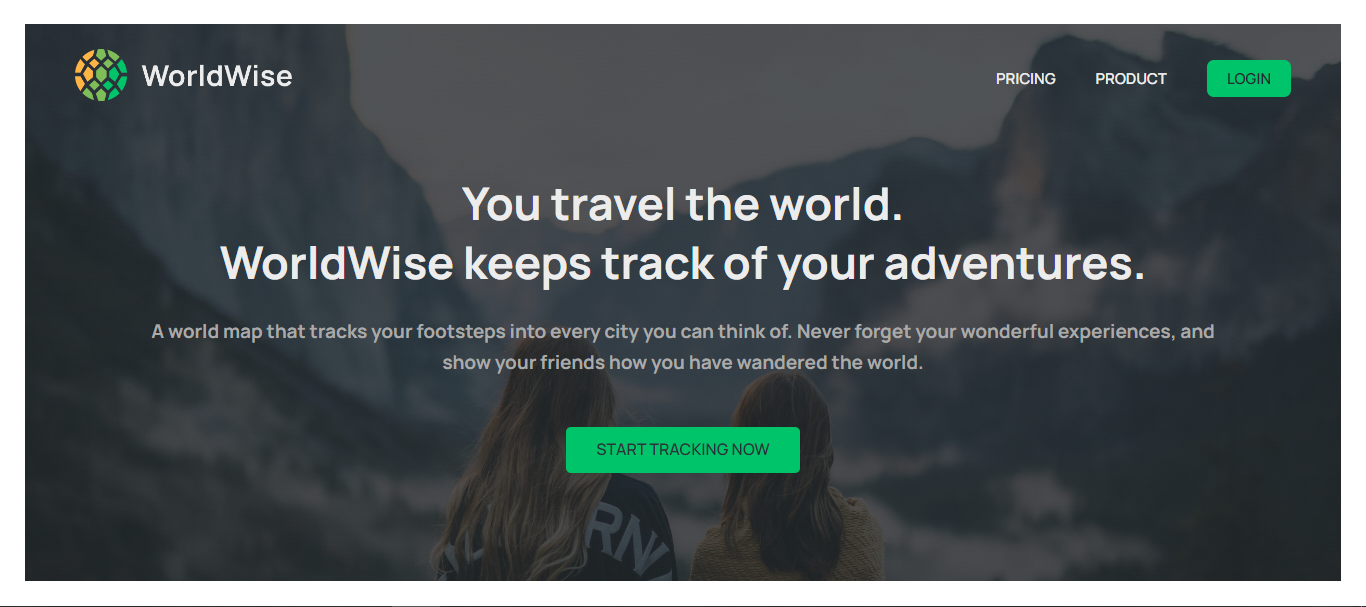 WorldWise
PRICING
PRODUCT
LOGIN
You travel the world.
WorldWise keeps track of your adventures.
A world map that tracks your footsteps into every city you can think of. Never forget your wonderful experiences, and
show your friends how you have wandered the world.
START TRACKING NOW